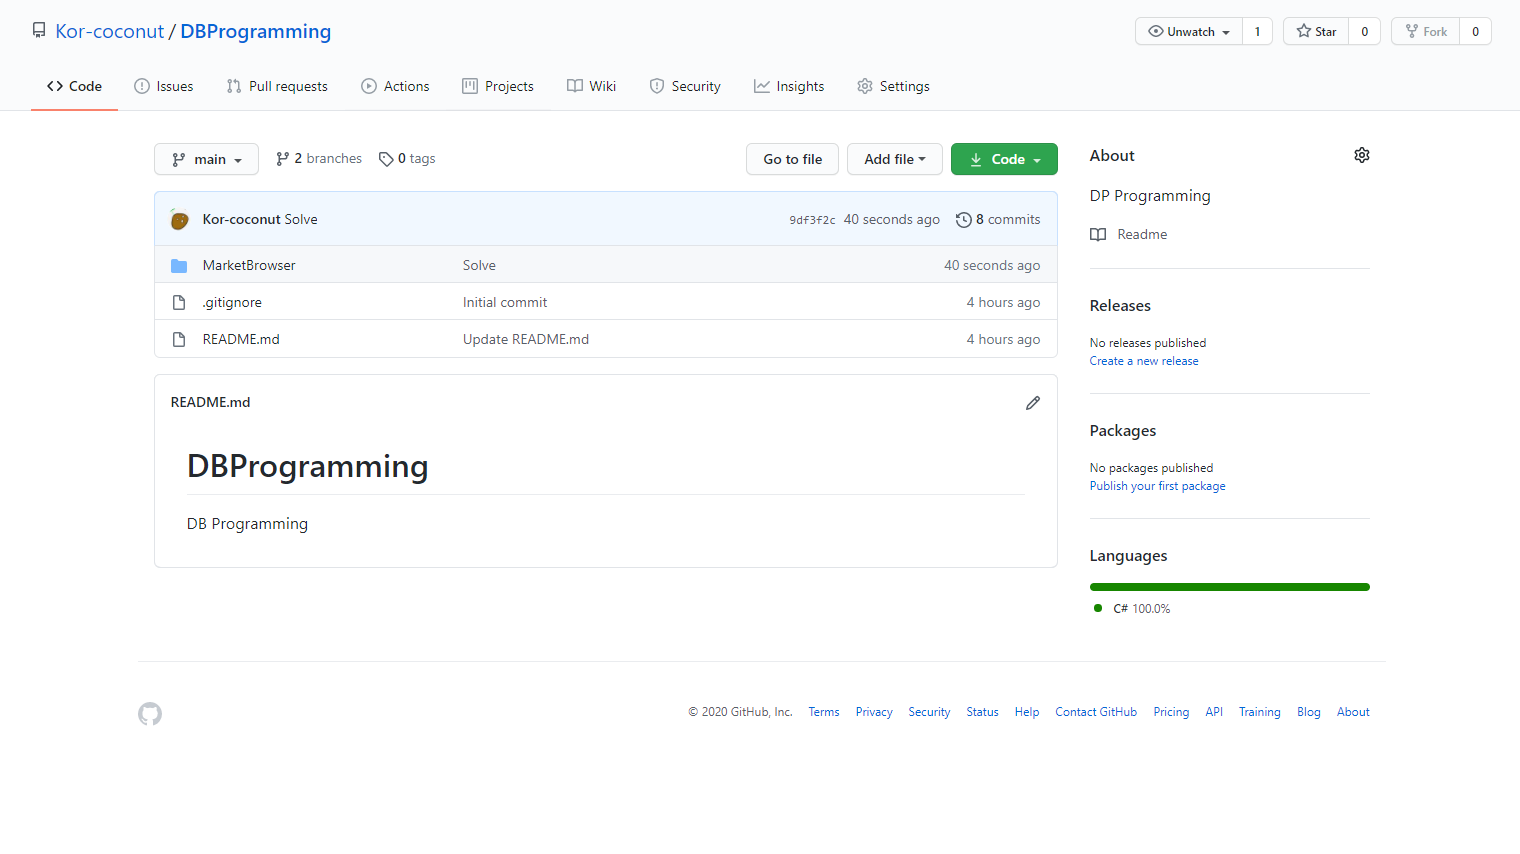 Kor-coconut / DBProgramming
Unwatch 1 Star 0 Fork 0
Code Issues Pull requests Actions Projects Wiki Security Insights Settings
main 2 branches 0 tags Go to file Add file Code
Kor-coconut Solve 9df3f2c 40 seconds ago 8 commits
MarketBrowser Solve 40 seconds ago
.gitignore Initial commit 4 hours ago
README.md Update README.md 4 hours ago
README.md
DBProgramming
DB Programming
About
DP Programming
Readme
Releases
No releases published
Create a new release
Packages
No packages published
Publish your first package
Languages
C# 100.0%
© 2020 GitHub, Inc. Terms Privacy Security Status Help Contact GitHub Pricing API Training Blog About